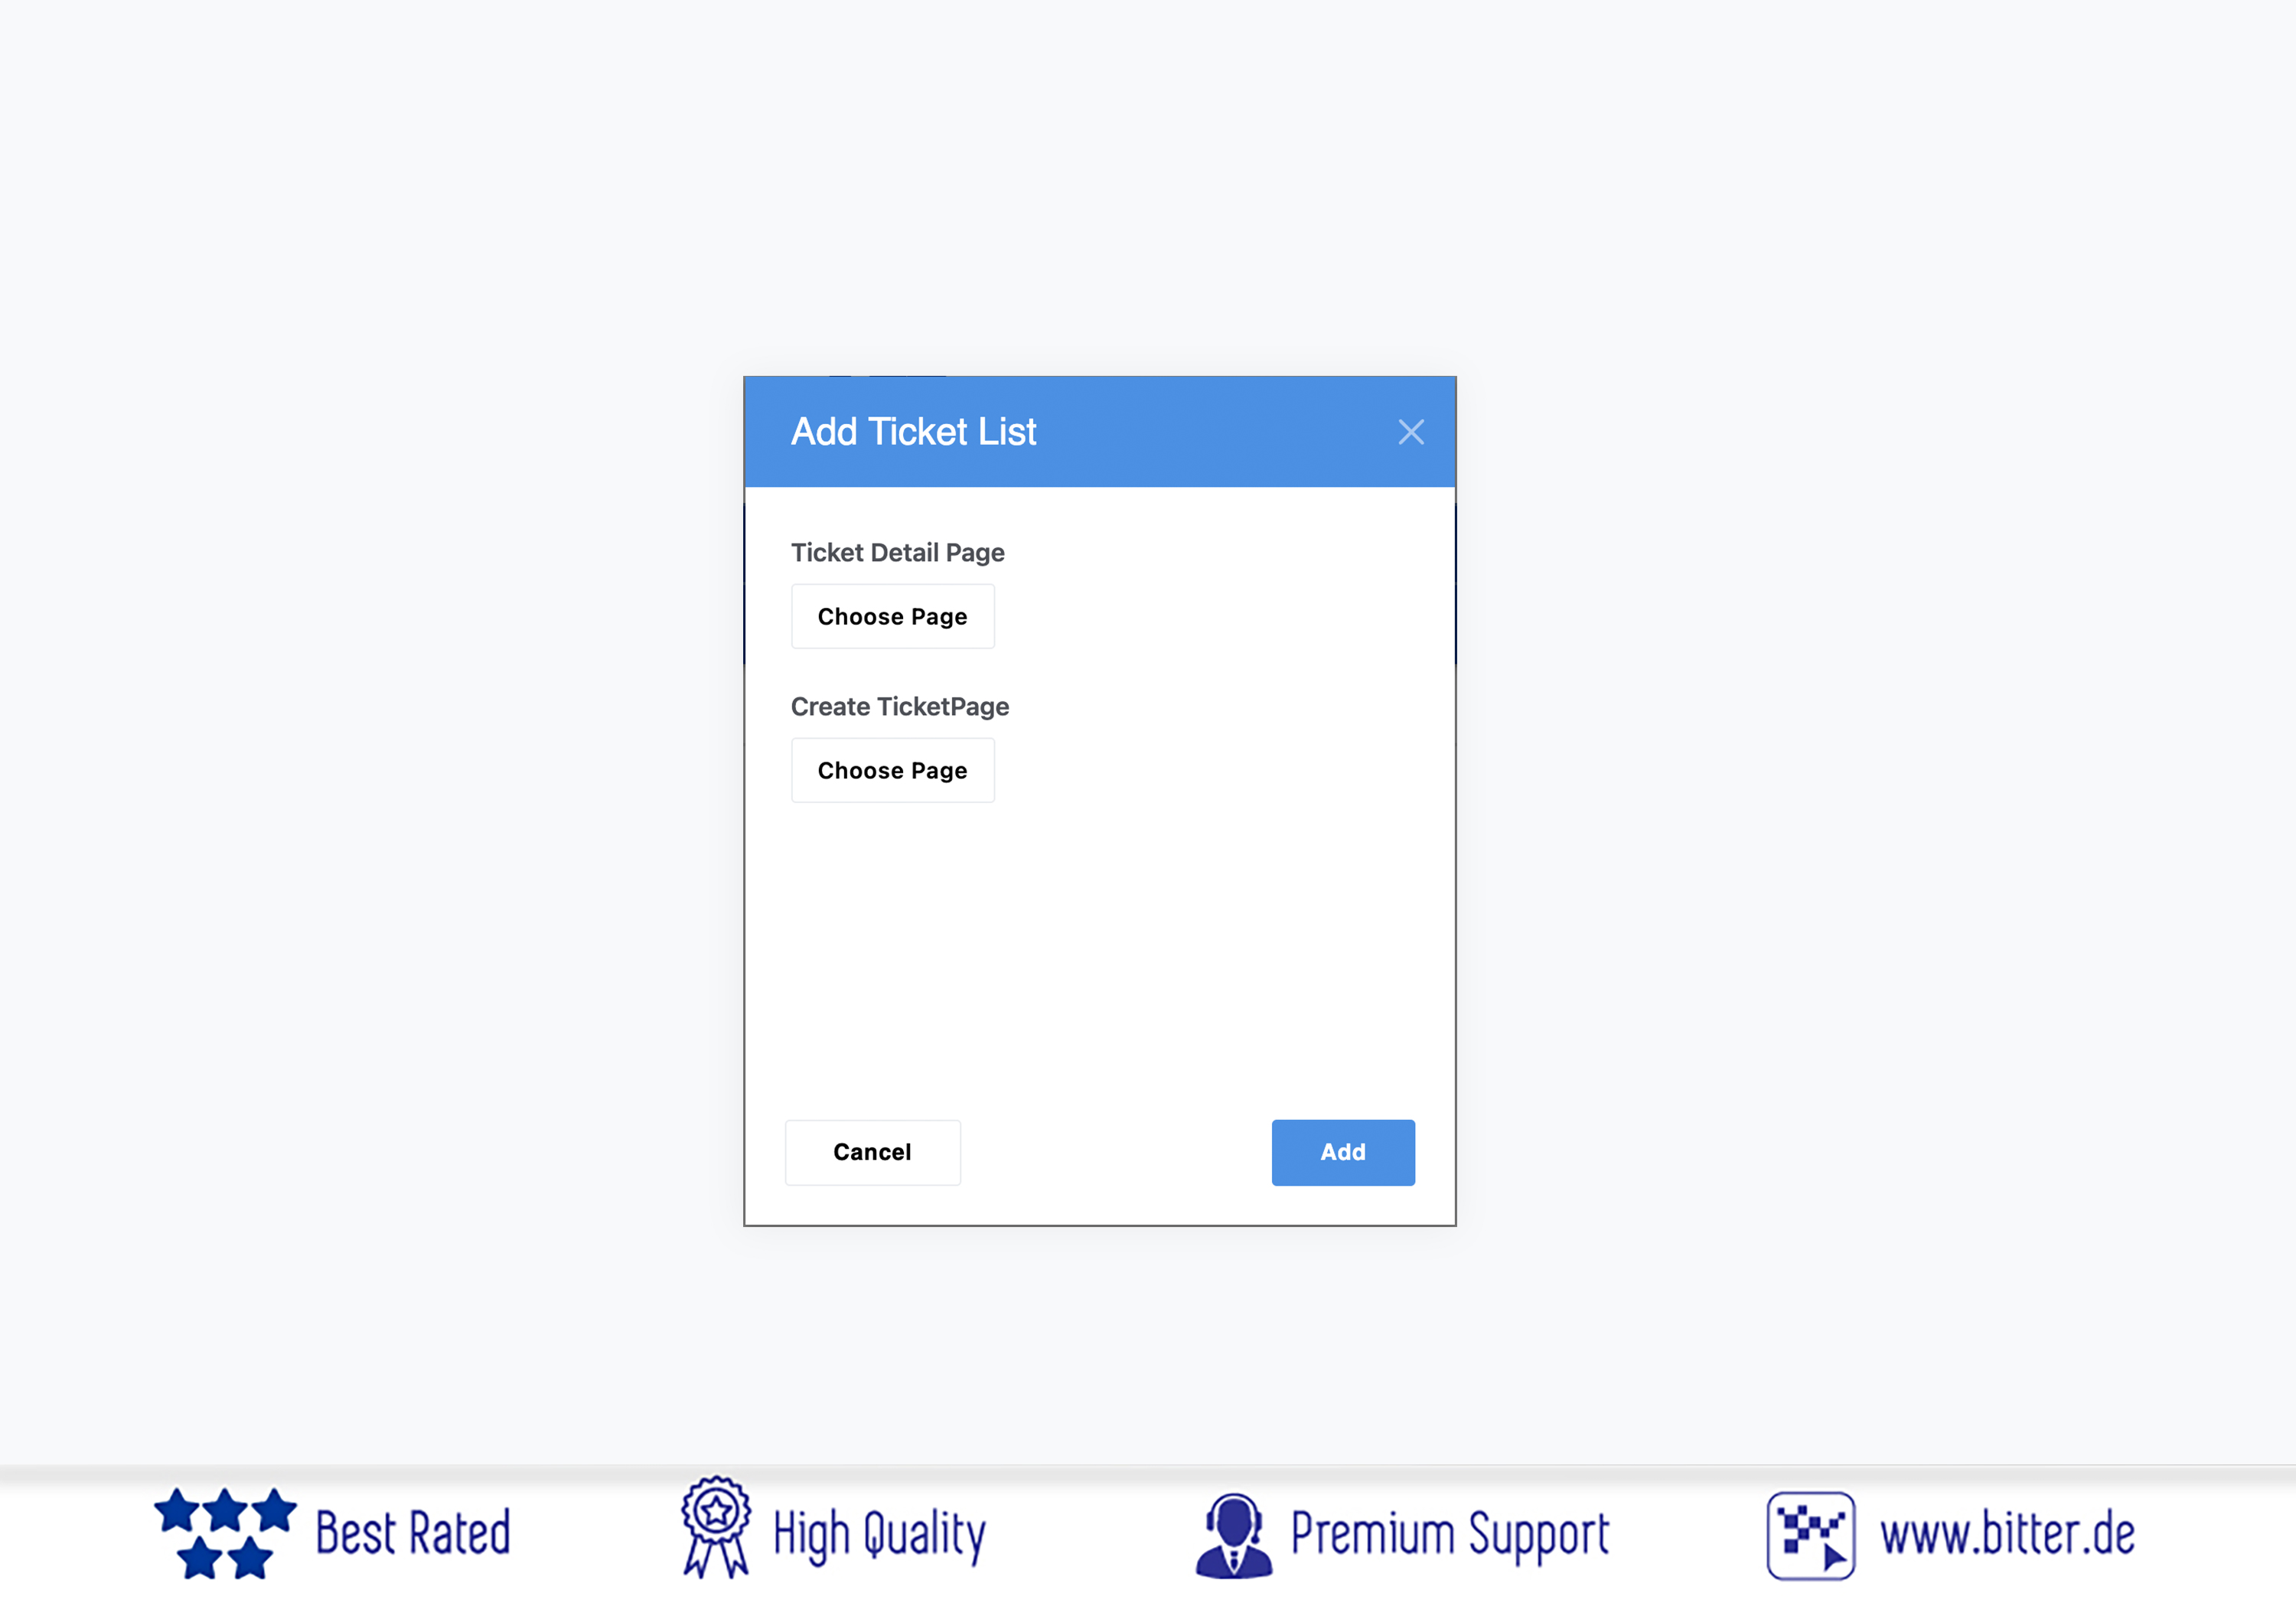 Add Ticket List
Ticket Detail Page
Choose Page
Create TicketPage
Choose Page
Cancel
Add
Best Rated
High Quality
Premium Support
www.bitter.de